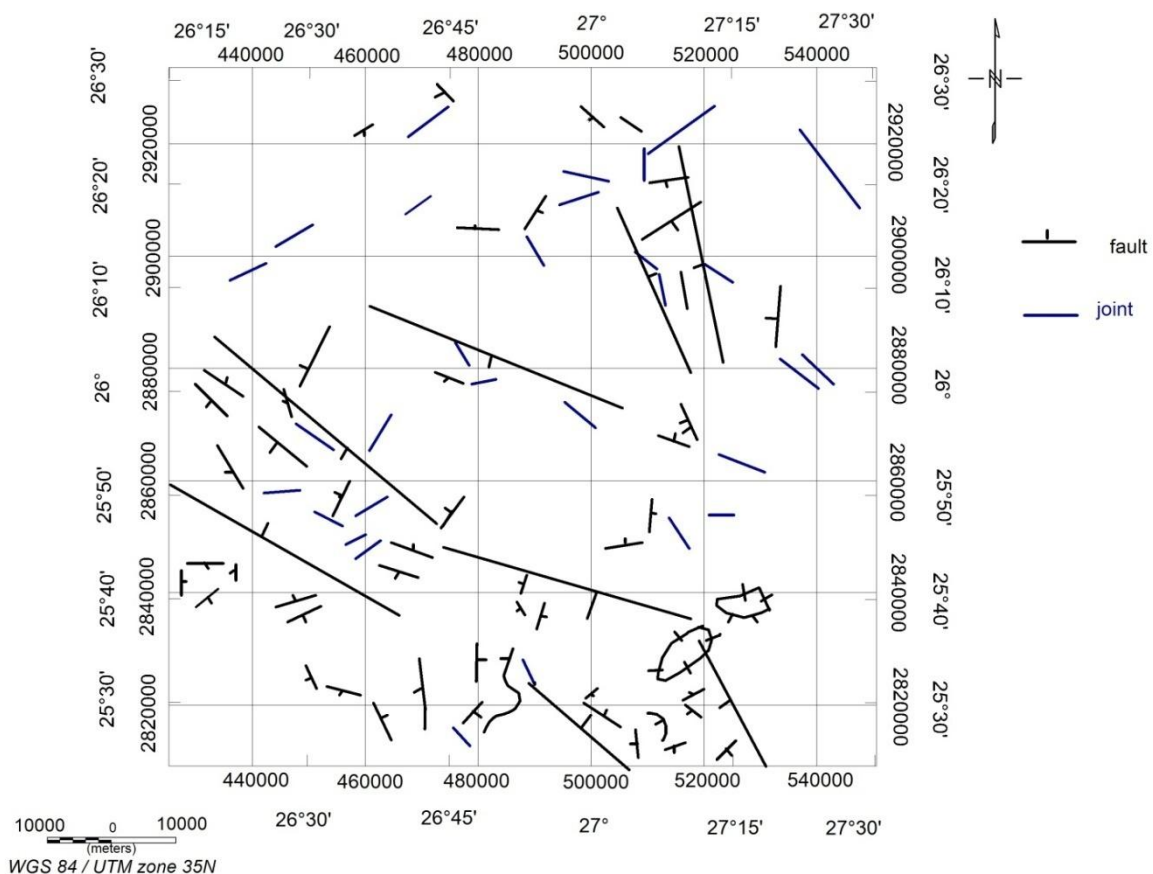 26°15' 26°30' 26°45' 27° 27°15' 27°30'
440000 460000 480000 500000 520000 540000
N
26°30' 26°20' 26°10' 26° 25°50' 25°40' 25°30'
2920000 2900000 2880000 2860000 2840000 2820000
2920000 2900000 2880000 2860000 2840000 2820000
26°30' 26°20' 26°10' 26° 25°50' 25°40' 25°30'
fault
joint
440000 460000 480000 500000 520000 540000
26°30' 26°45' 27° 27°15' 27°30'
10000 0 10000
(meters)
WGS 84 / UTM zone 35N